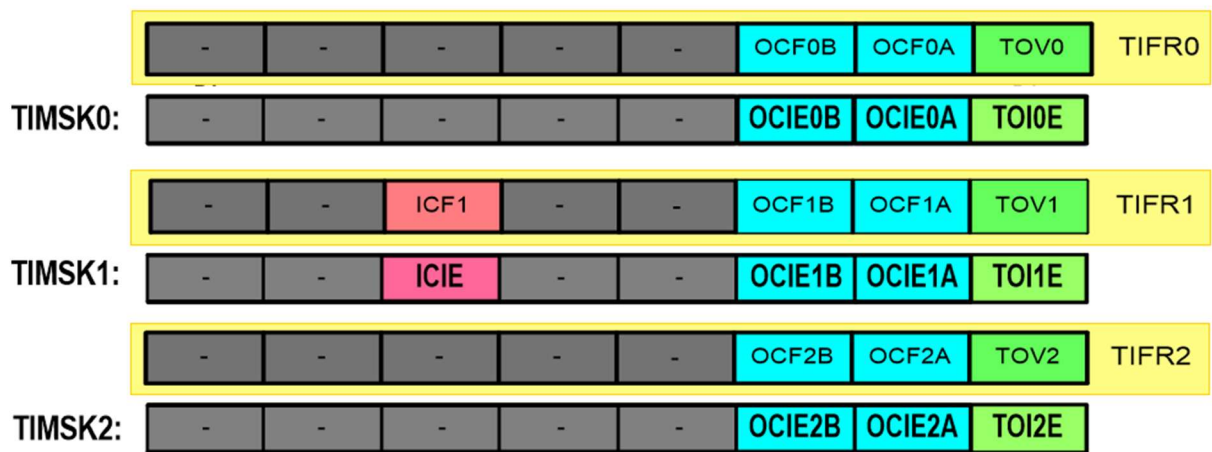 - - - - - OCF0B OCF0A TOV0 TIFR0
TIMSK0: - - - - - OCIE0B OCIE0A TOI0E
- - ICF1 - - OCF1B OCF1A TOV1 TIFR1
TIMSK1: - - ICIE - - OCIE1B OCIE1A TOI1E
- - - - - OCF2B OCF2A TOV2 TIFR2
TIMSK2: - - - - - OCIE2B OCIE2A TOI2E